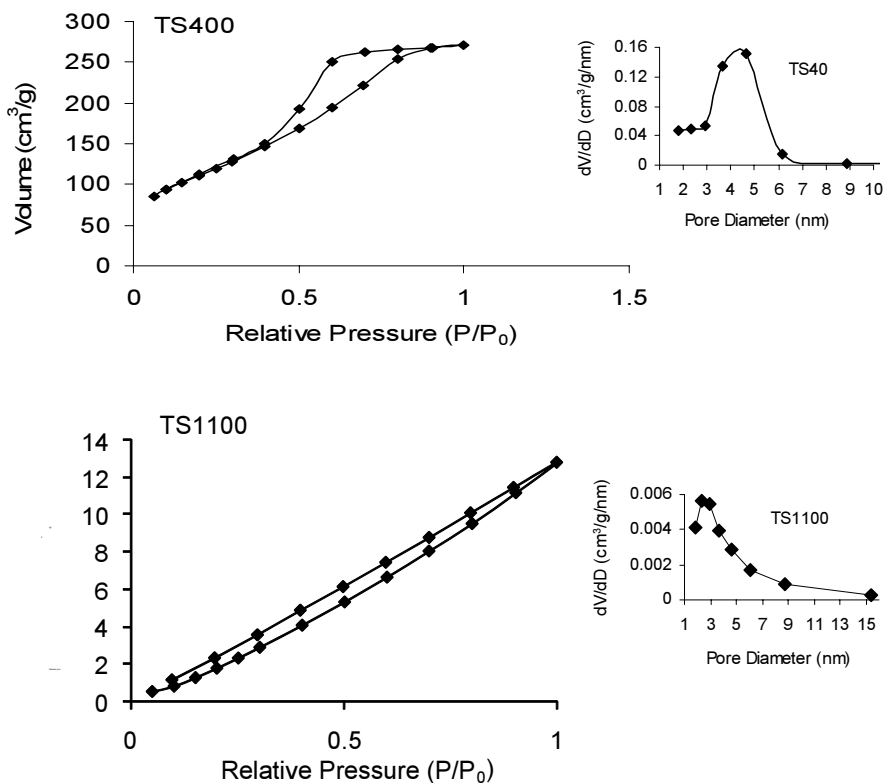 TS400
300
250
200
150
100
50
0
Volume (cm³/g)
0 0.5 1 1.5
Relative Pressure (P/P₀)
0.16
0.12
0.08
0.04
0
dV/dD (cm³/g/nm)
TS40
1 2 3 4 5 6 7 8 9 10
Pore Diameter (nm)
TS1100
14
12
10
8
6
4
2
0
0 0.5 1
Relative Pressure (P/P₀)
0.006
0.004
0.002
0
dV/dD (cm³/g/nm)
TS1100
1 3 5 7 9 11 13 15
Pore Diameter (nm)